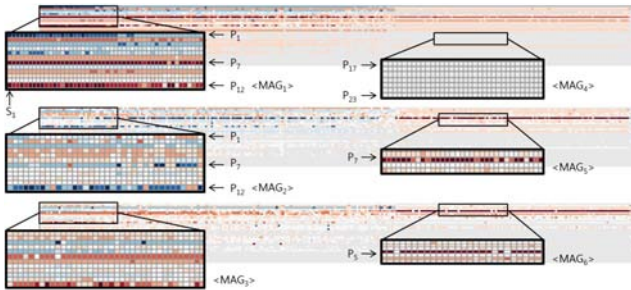 P1
P7
P12 <MAG1>
S1
P17
P23
<MAG4>
P1
P7
P12 <MAG2>
P7
<MAG5>
<MAG3>
P5
<MAG6>